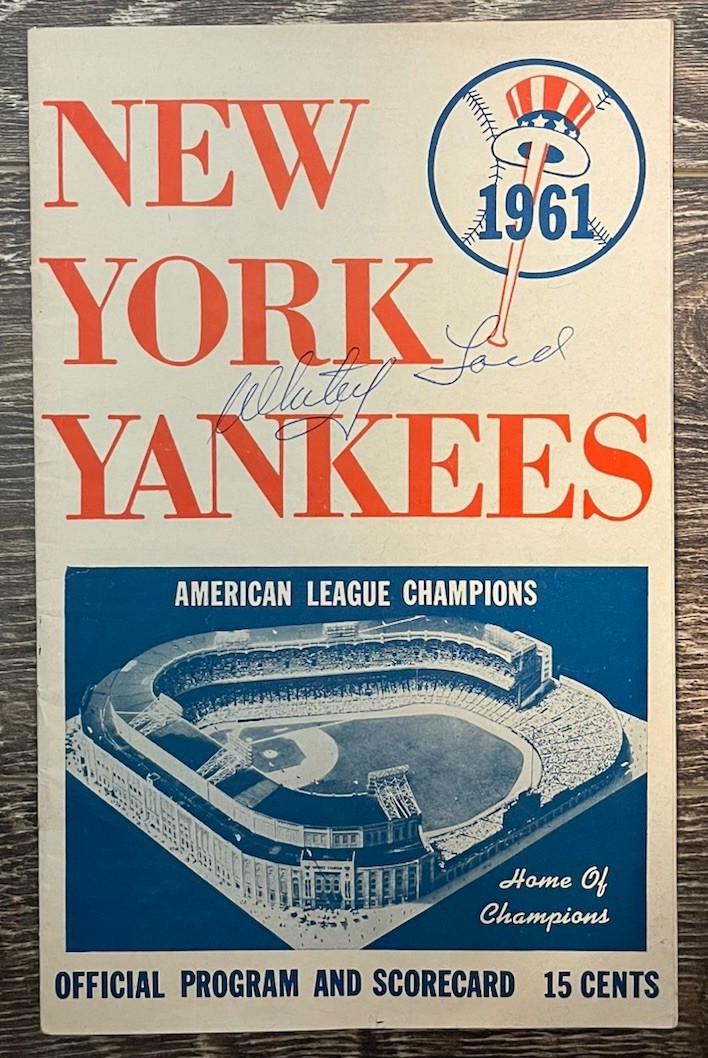 NEW
1961
YORK
Whitey Ford
YANKEES
AMERICAN LEAGUE CHAMPIONS
Home Of
Champions
OFFICIAL PROGRAM AND SCORECARD 15 CENTS